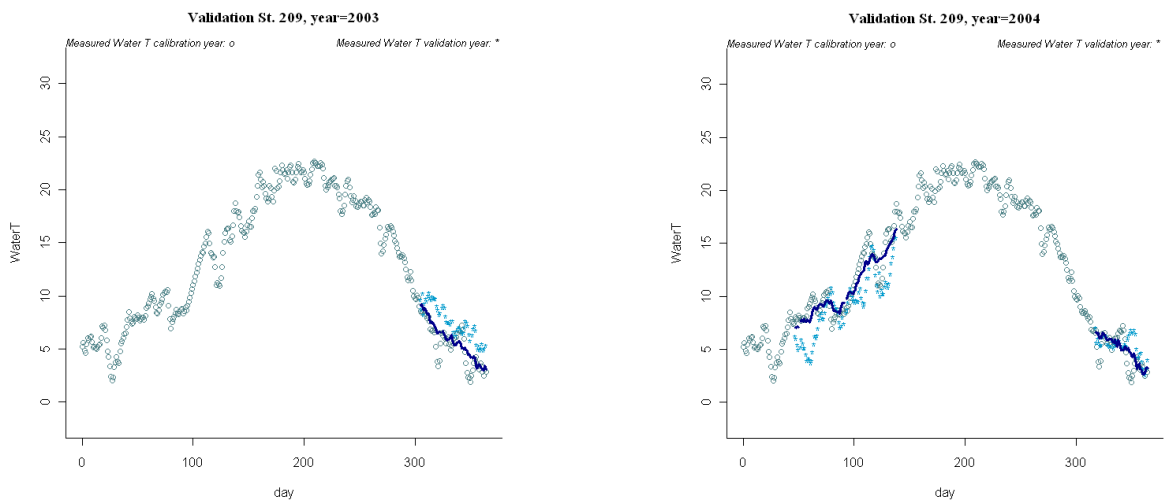 Validation St. 209, year=2003
Measured Water T calibration year: o
Measured Water T validation year: *
30
25
20
15
10
5
0
WaterT
0
100
200
300
day
Validation St. 209, year=2004
Measured Water T calibration year: o
Measured Water T validation year: *
30
25
20
15
10
5
0
WaterT
0
100
200
300
day